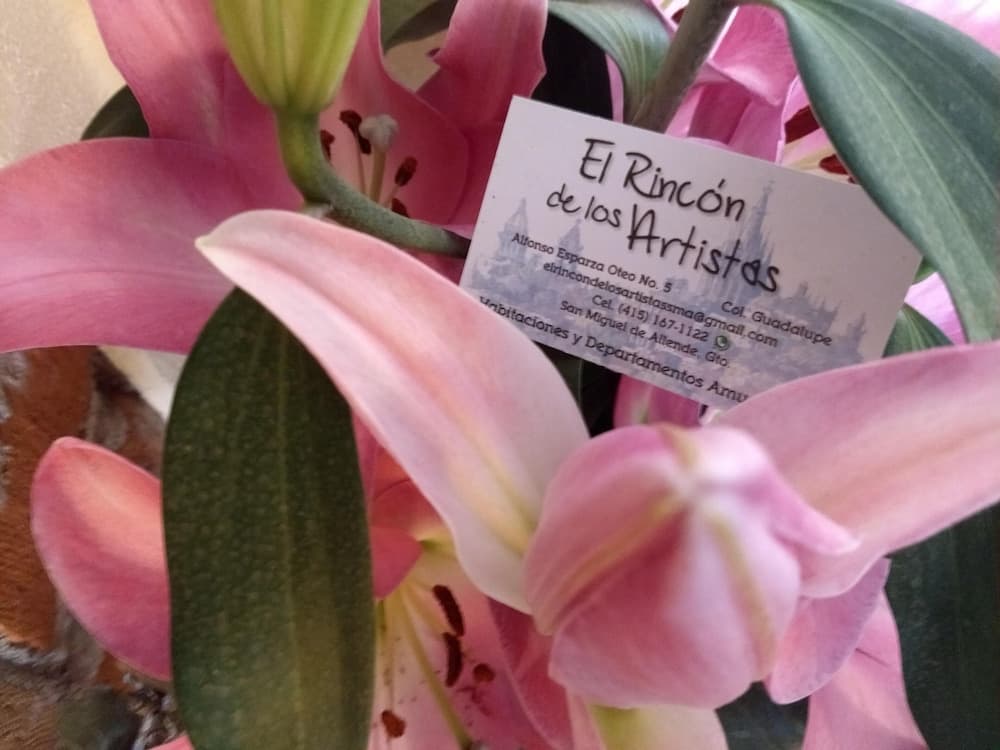 El Rincón
de los Artistas
Alfonso Esparza Oteo No. 5 Col. Guadalupe
elrincondelosartistassma@gmail.com
Cel. (415) 167-1122
San Miguel de Allende, Gto.
Habitaciones y Departamentos